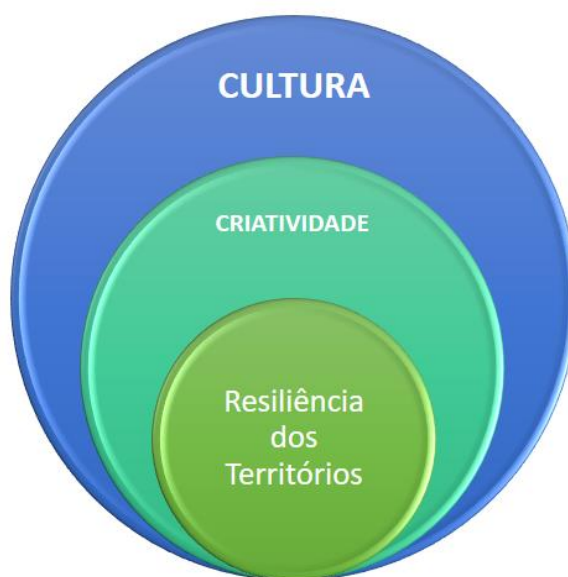 CULTURA
CRIATIVIDADE
Resiliência
dos
Territórios